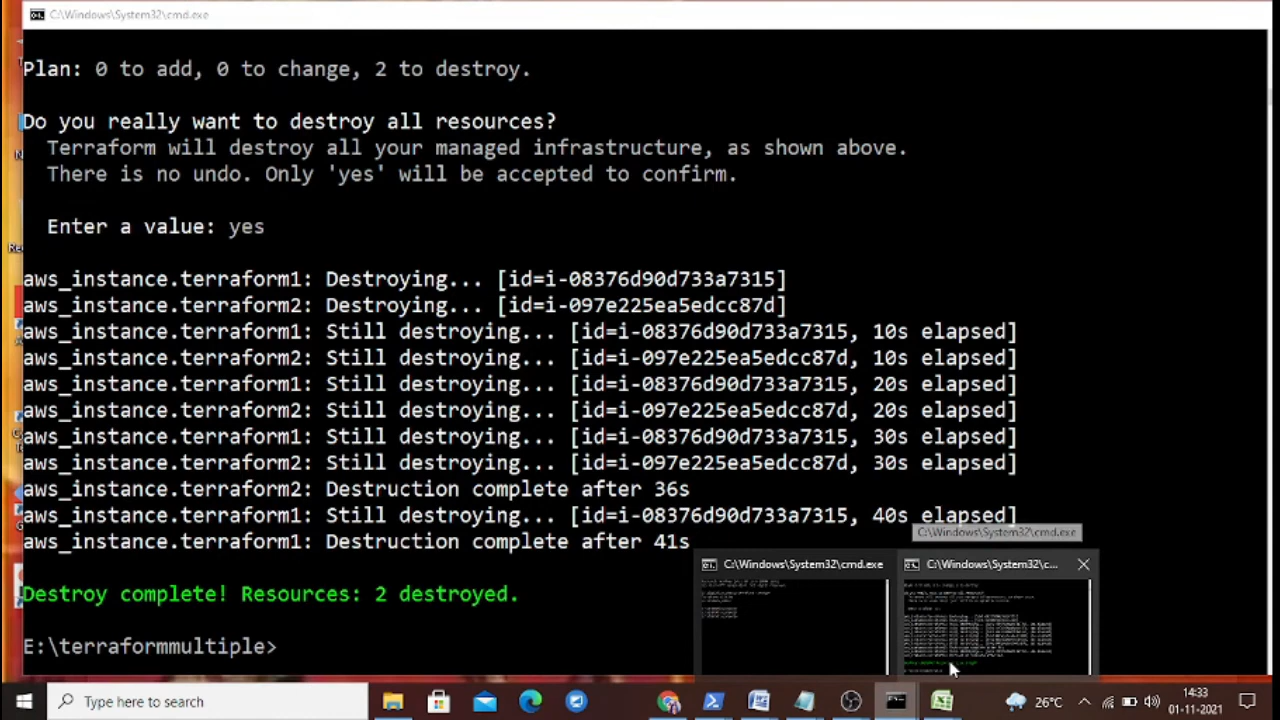 C:\Windows\System32\cmd.exe
Plan: 0 to add, 0 to change, 2 to destroy.
Do you really want to destroy all resources?
Terraform will destroy all your managed infrastructure, as shown above.
There is no undo. Only 'yes' will be accepted to confirm.
Enter a value: yes
aws_instance.terraform1: Destroying... [id=i-08376d90d733a7315]
aws_instance.terraform2: Destroying... [id=i-097e225ea5edcc87d]
aws_instance.terraform1: Still destroying... [id=i-08376d90d733a7315, 10s elapsed]
aws_instance.terraform2: Still destroying... [id=i-097e225ea5edcc87d, 10s elapsed]
aws_instance.terraform1: Still destroying... [id=i-08376d90d733a7315, 20s elapsed]
aws_instance.terraform2: Still destroying... [id=i-097e225ea5edcc87d, 20s elapsed]
aws_instance.terraform1: Still destroying... [id=i-08376d90d733a7315, 30s elapsed]
aws_instance.terraform2: Still destroying... [id=i-097e225ea5edcc87d, 30s elapsed]
aws_instance.terraform2: Destruction complete after 36s
aws_instance.terraform1: Still destroying... [id=i-08376d90d733a7315, 40s elapsed]
aws_instance.terraform1: Destruction complete after 41s
C:\Windows\System32\cmd.exe
C:\Windows\System32\cmd.exe
C:\Windows\System32\c...
Destroy complete! Resources: 2 destroyed.
E:\terraformmultiple>
Type here to search
26°C
14:33
01-11-2021